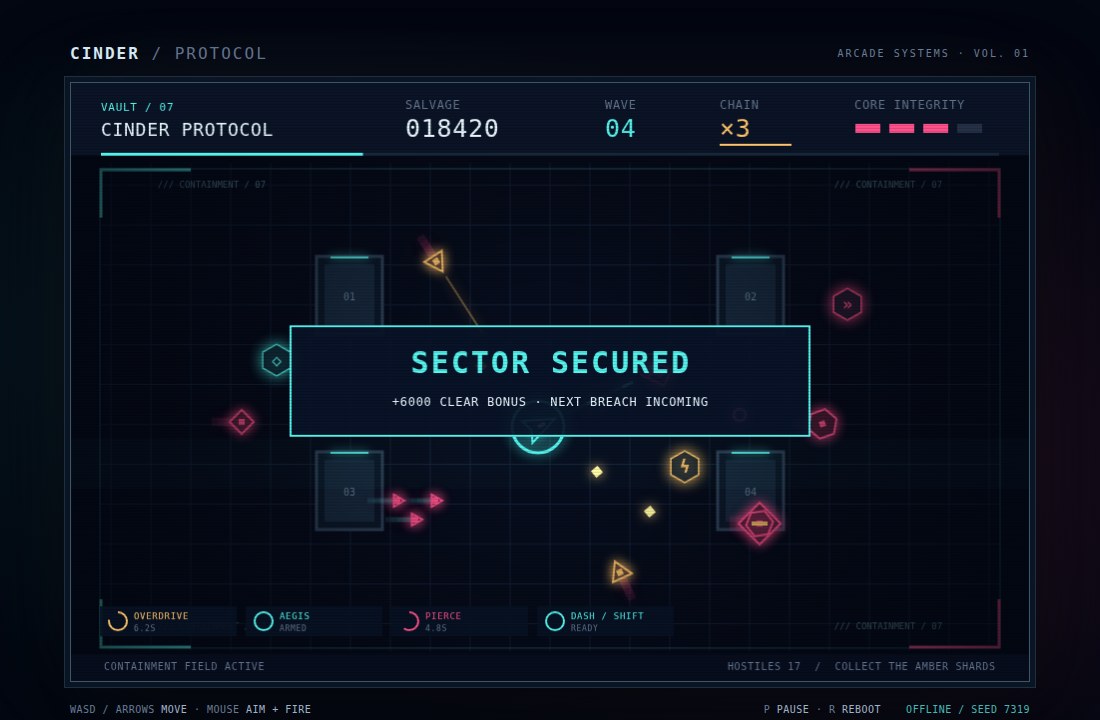 CINDER / PROTOCOL
ARCADE SYSTEMS · VOL. 01
VAULT / 07
CINDER PROTOCOL
SALVAGE
018420
WAVE
04
CHAIN
×3
CORE INTEGRITY
/// CONTAINMENT / 07
/// CONTAINMENT / 07
01
02
SECTOR SECURED
+6000 CLEAR BONUS · NEXT BREACH INCOMING
03
04
OVERDRIVE
6.2S
AEGIS
ARMED
PIERCE
4.8S
DASH / SHIFT
READY
/// CONTAINMENT / 07
CONTAINMENT FIELD ACTIVE
HOSTILES 17 / COLLECT THE AMBER SHARDS
WASD / ARROWS MOVE · MOUSE AIM + FIRE
P PAUSE · R REBOOT
OFFLINE / SEED 7319